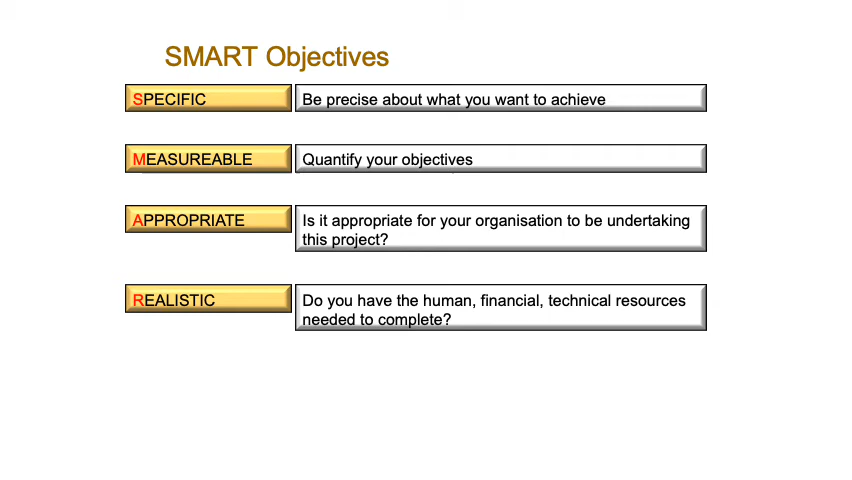 SMART Objectives
SPECIFIC
Be precise about what you want to achieve
MEASUREABLE
Quantify your objectives
APPROPRIATE
Is it appropriate for your organisation to be undertaking
this project?
REALISTIC
Do you have the human, financial, technical resources
needed to complete?